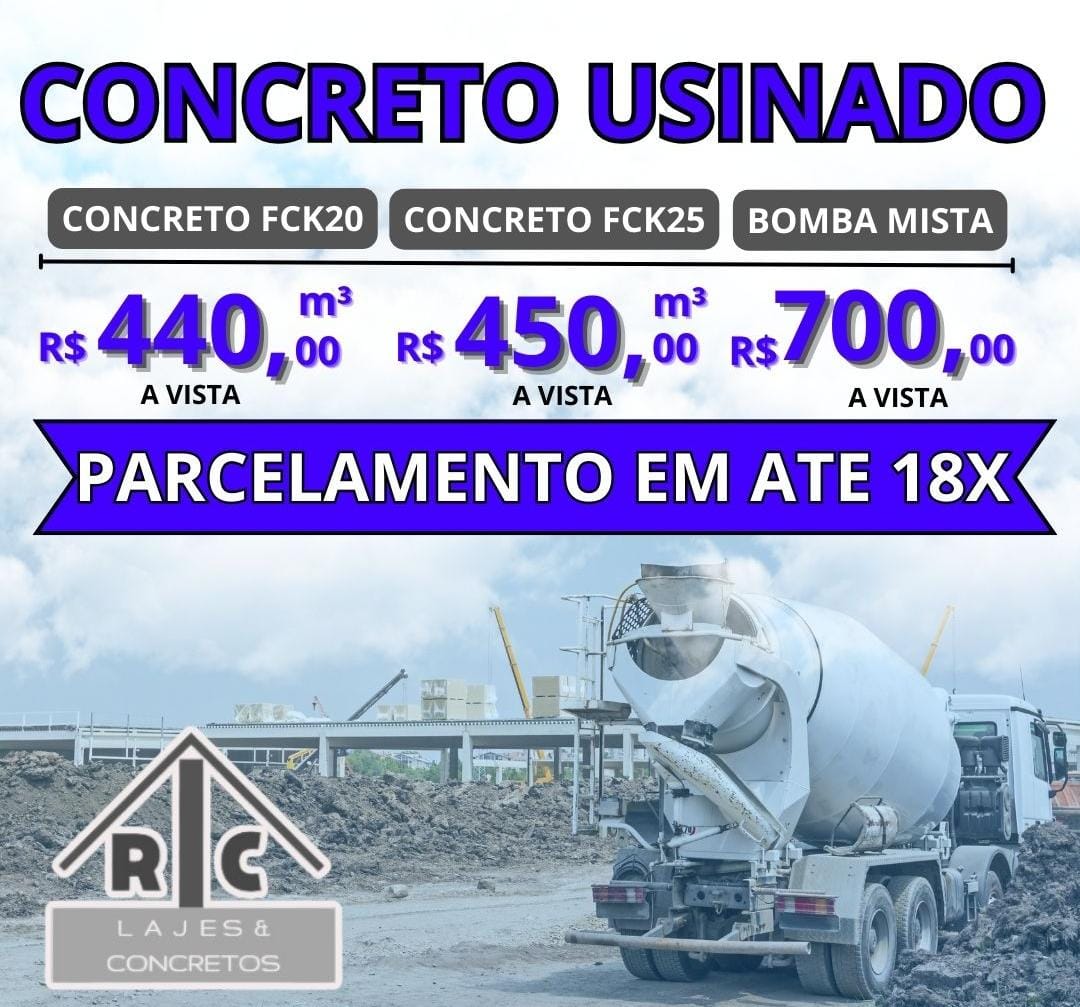 CONCRETO USINADO
CONCRETO FCK20
CONCRETO FCK25
BOMBA MISTA
R$ 440,00 m³
A VISTA
R$ 450,00 m³
A VISTA
R$ 700,00
A VISTA
PARCELAMENTO EM ATE 18X
R C
LAJES &
CONCRETOS